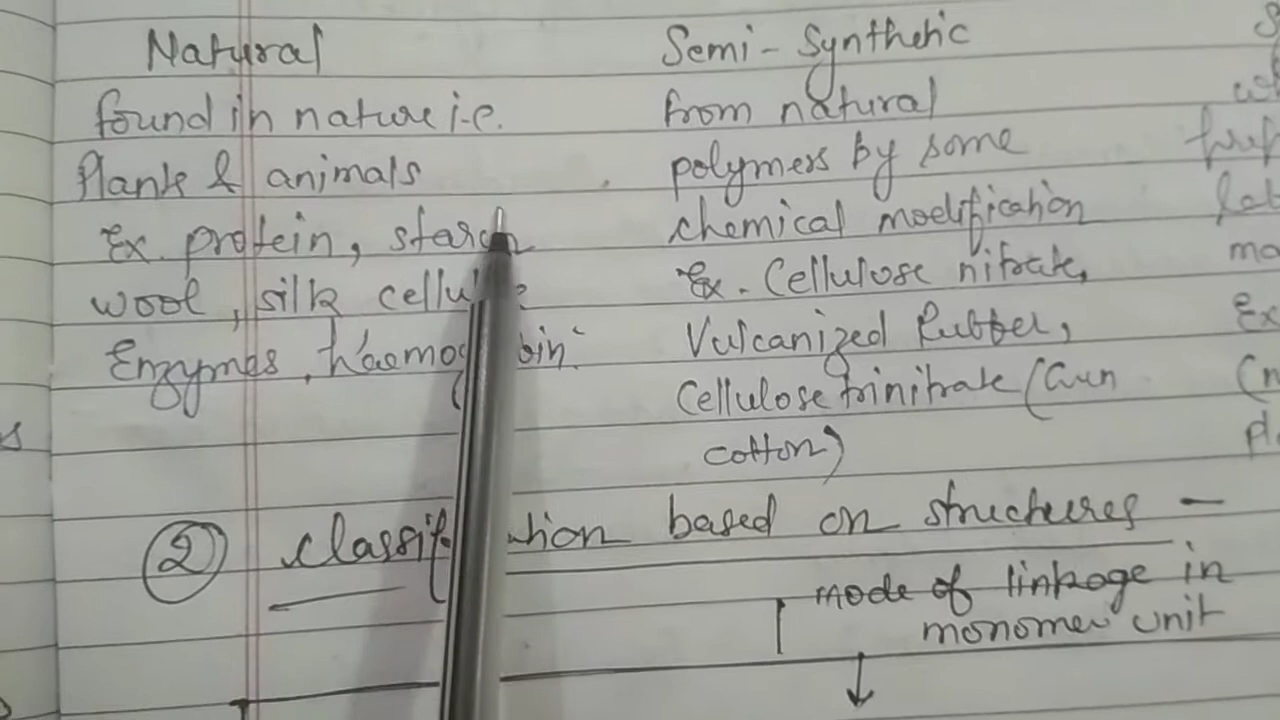 Natural
found in nature i.e.
Plants & animals
Ex. protein, starch
wool, silk
Enzymes,
Semi-Synthetic
from natural
polymers by some
chemical modification
Ex. Cellulose nitrate,
Vulcanized Rubber,
Cellulose trinitrate (Gun
cotton)
Ex
② based on structures -
mode of linkage in
monomer unit